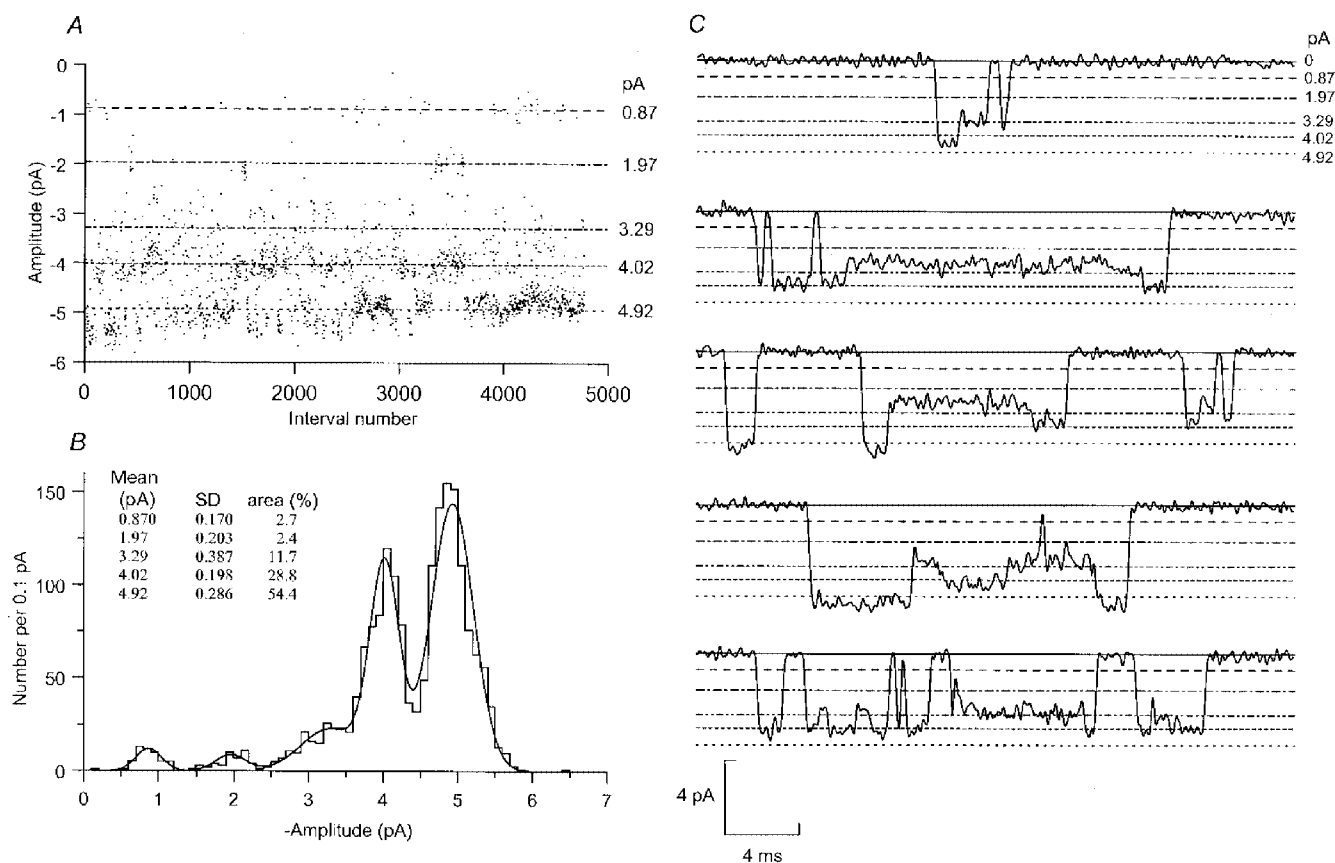 A
pA
0
-1
-2
-3
-4
-5
-6
0.87
1.97
3.29
4.02
4.92
Amplitude (pA)
0 1000 2000 3000 4000 5000
Interval number
B
Mean
(pA) SD area (%)
0.870 0.170 2.7
1.97 0.203 2.4
3.29 0.387 11.7
4.02 0.198 28.8
4.92 0.286 54.4
150
100
50
0
Number per 0.1 pA
0 1 2 3 4 5 6 7
-Amplitude (pA)
C
pA
0
0.87
1.97
3.29
4.02
4.92
4 pA
4 ms